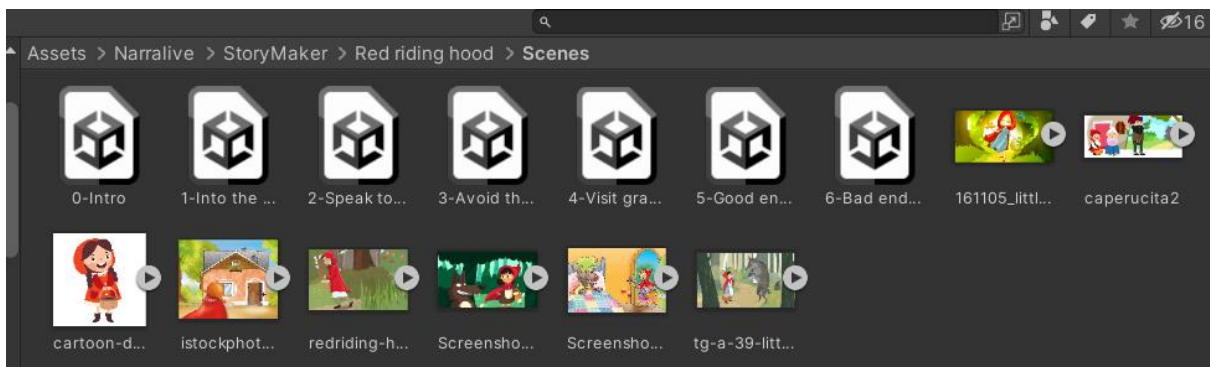 16
Assets > Narralive > StoryMaker > Red riding hood > Scenes
0-Intro 1-Into the ... 2-Speak to... 3-Avoid th... 4-Visit gra... 5-Good en... 6-Bad end... 161105_littl... caperucita2
cartoon-d... istockphot... redriding-h... Screensho... Screensho... tg-a-39-litt...